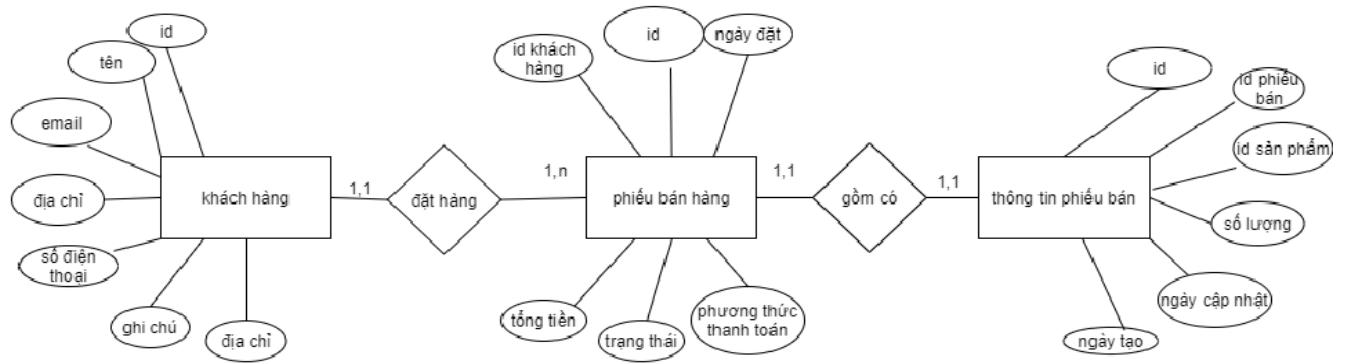 id
tên
email
địa chỉ
số điện
thoại
ghi chú
địa chỉ
khách hàng
1,1
đặt hàng
1,n
id khách
hàng
id
ngày đặt
phiếu bán hàng
tổng tiền
trạng thái
phương thức
thanh toán
1,1
gồm có
1,1
id
id phiếu
bán
id sản phẩm
số lượng
ngày cập nhật
ngày tạo
thông tin phiếu bán